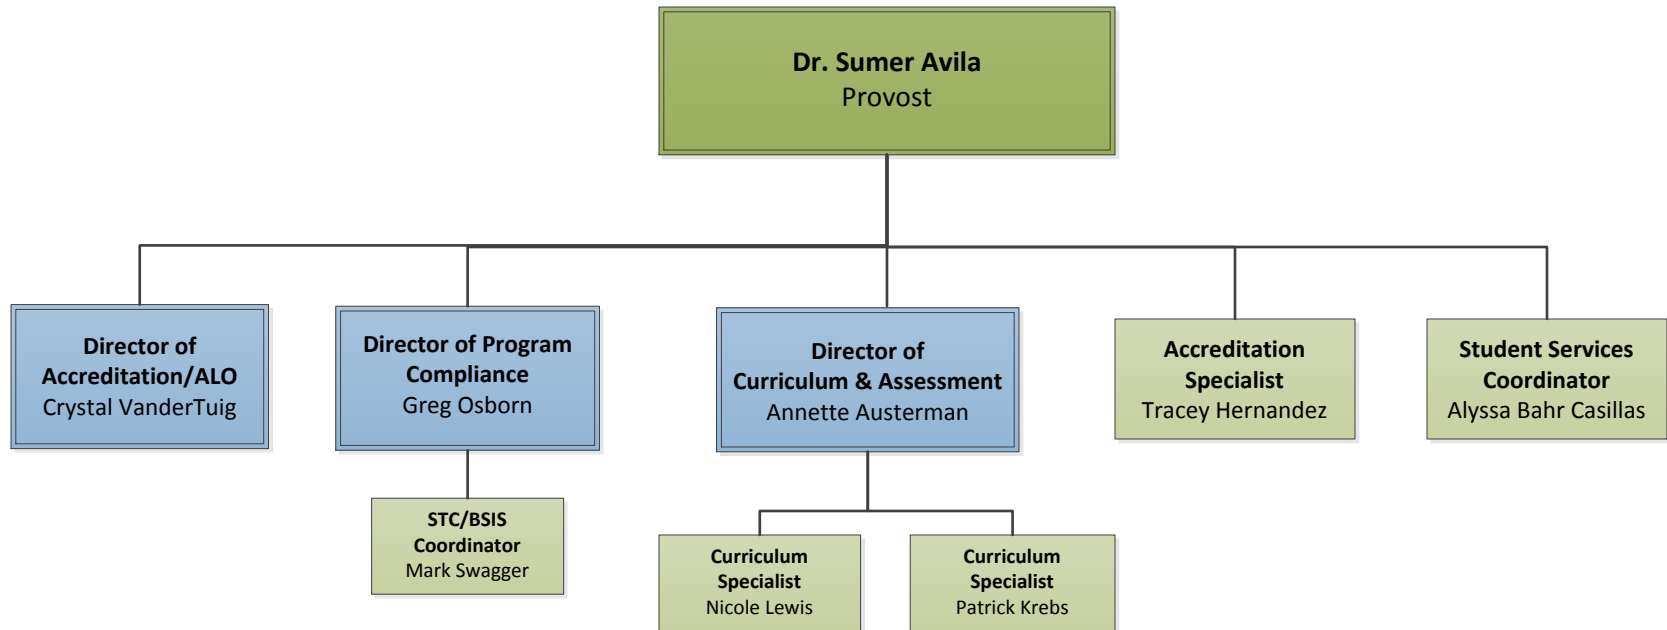 Dr. Sumer Avila
Provost
Director of
Accreditation/ALO
Crystal VanderTuig
Director of Program
Compliance
Greg Osborn
Director of
Curriculum & Assessment
Annette Austerman
Accreditation
Specialist
Tracey Hernandez
Student Services
Coordinator
Alyssa Bahr Casillas
STC/BSIS
Coordinator
Mark Swagger
Curriculum
Specialist
Nicole Lewis
Curriculum
Specialist
Patrick Krebs